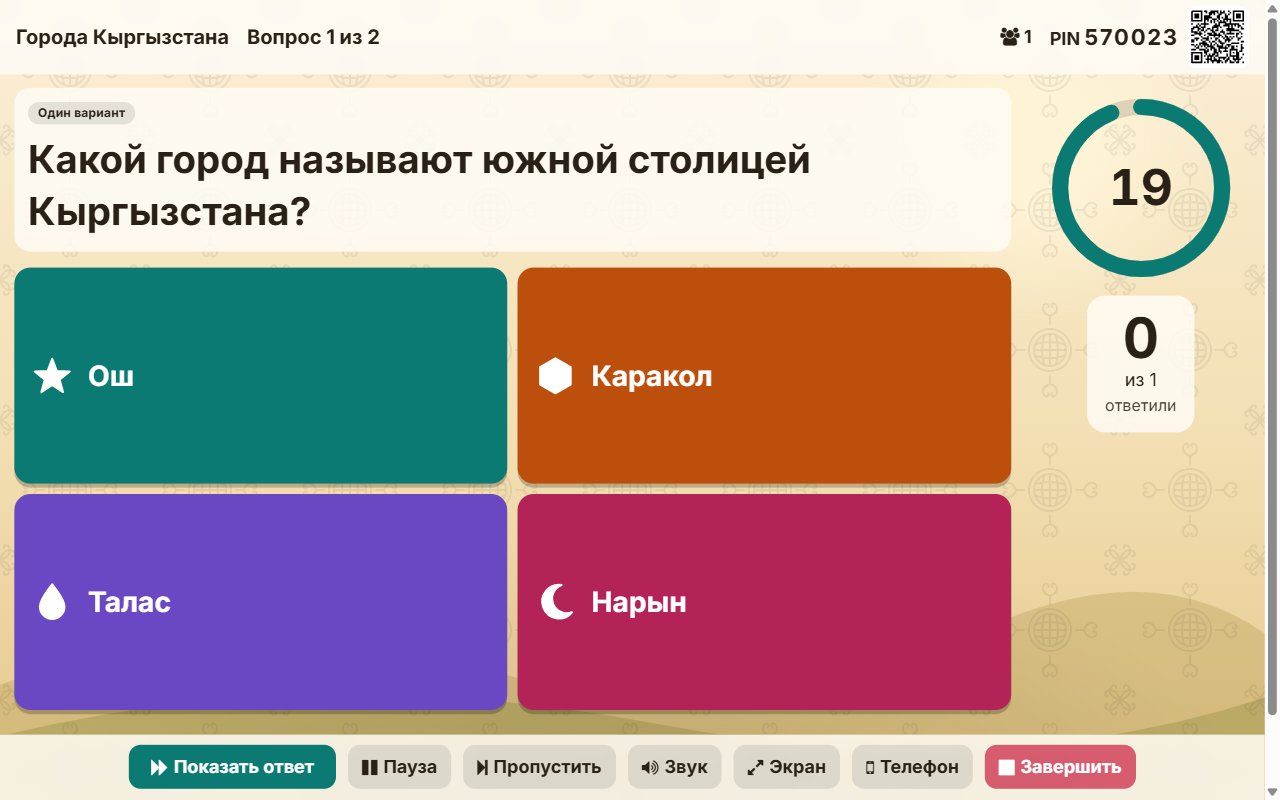 Города Кыргызстана Вопрос 1 из 2
1 PIN 570023
Один вариант
Какой город называют южной столицей
Кыргызстана?
19
0
из 1
ответили
Ош
Каракол
Талас
Нарын
Показать ответ
Пауза
Пропустить
Звук
Экран
Телефон
Завершить